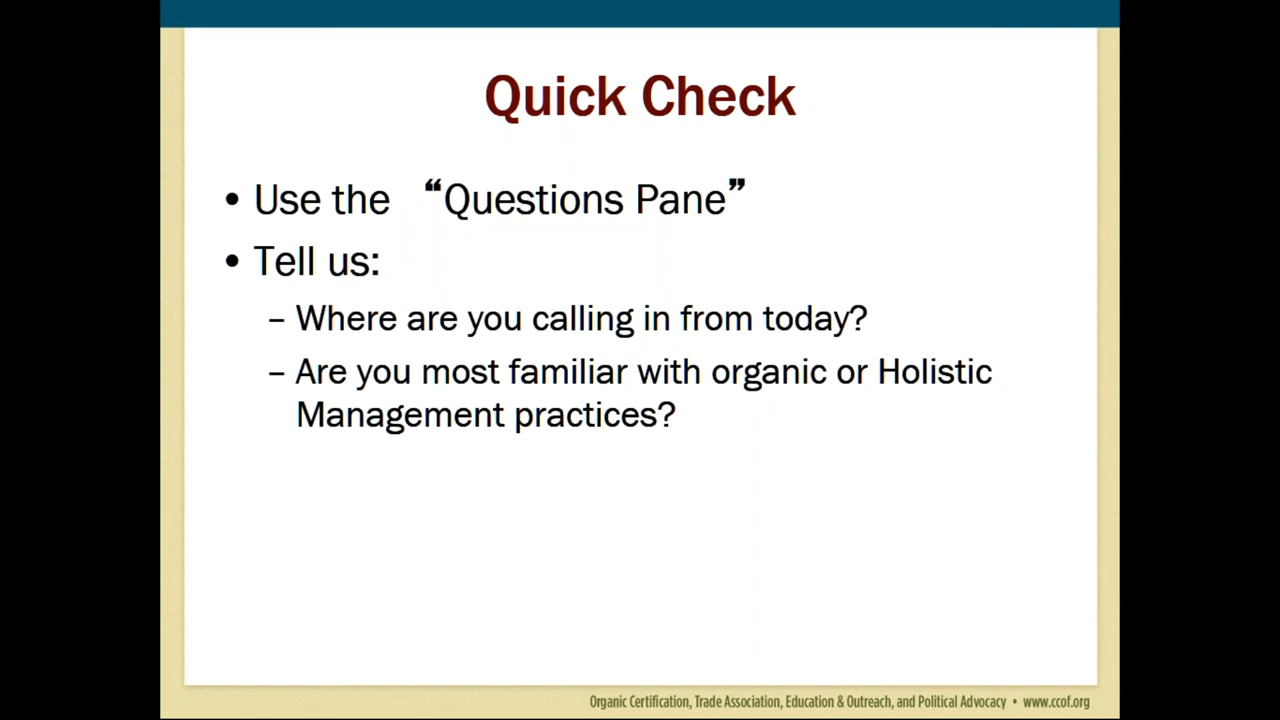 Quick Check
• Use the “Questions Pane”
• Tell us:
– Where are you calling in from today?
– Are you most familiar with organic or Holistic
Management practices?
Organic Certification, Trade Association, Education & Outreach, and Political Advocacy • www.ccof.org